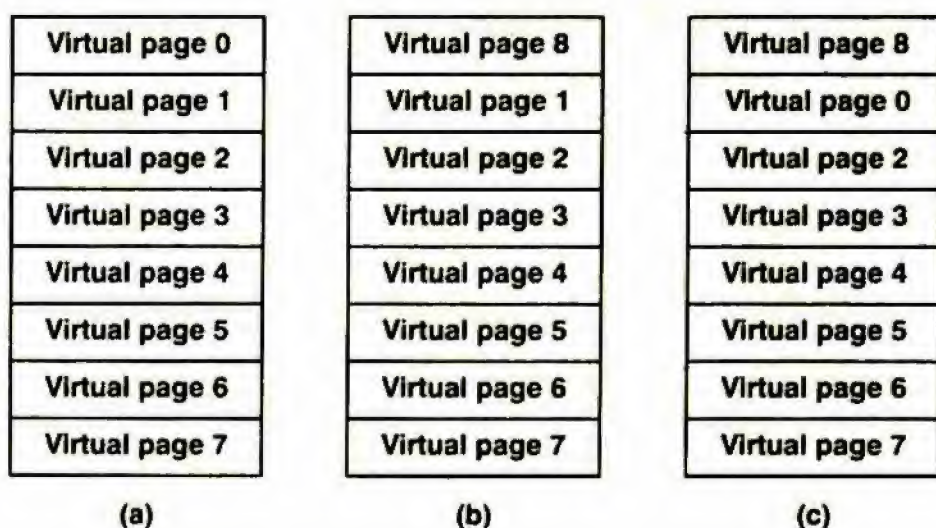 Virtual page 0
Virtual page 1
Virtual page 2
Virtual page 3
Virtual page 4
Virtual page 5
Virtual page 6
Virtual page 7
(a)
Virtual page 8
Virtual page 1
Virtual page 2
Virtual page 3
Virtual page 4
Virtual page 5
Virtual page 6
Virtual page 7
(b)
Virtual page 8
Virtual page 0
Virtual page 2
Virtual page 3
Virtual page 4
Virtual page 5
Virtual page 6
Virtual page 7
(c)